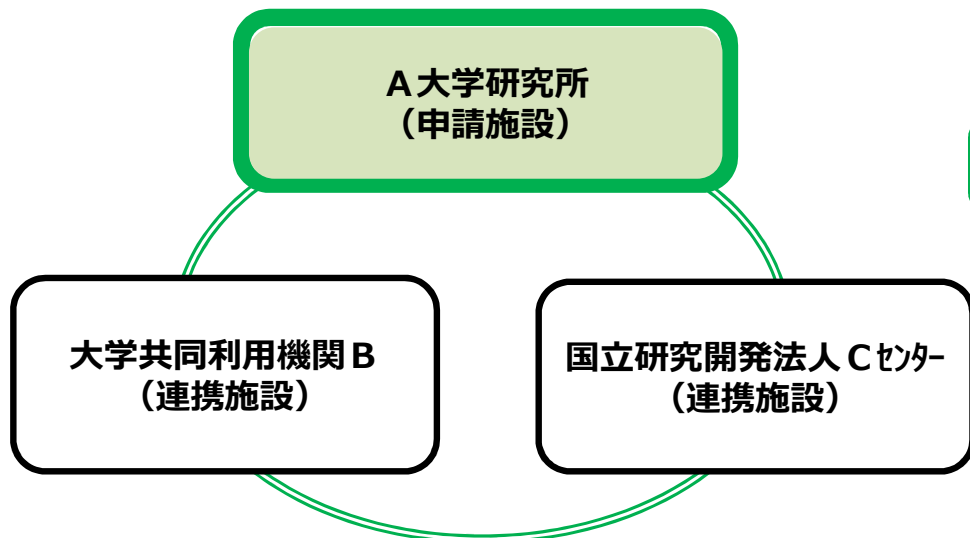 A大学研究所
（申請施設）
大学共同利用機関B
（連携施設）
国立研究開発法人Cｾﾝﾀｰ
（連携施設）